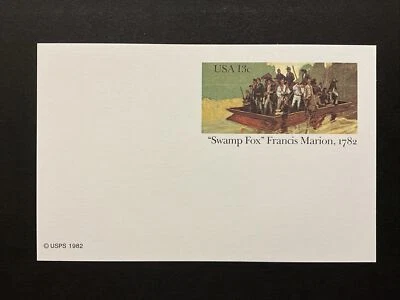 USA 13c
"Swamp Fox" Francis Marion, 1782
© USPS 1982